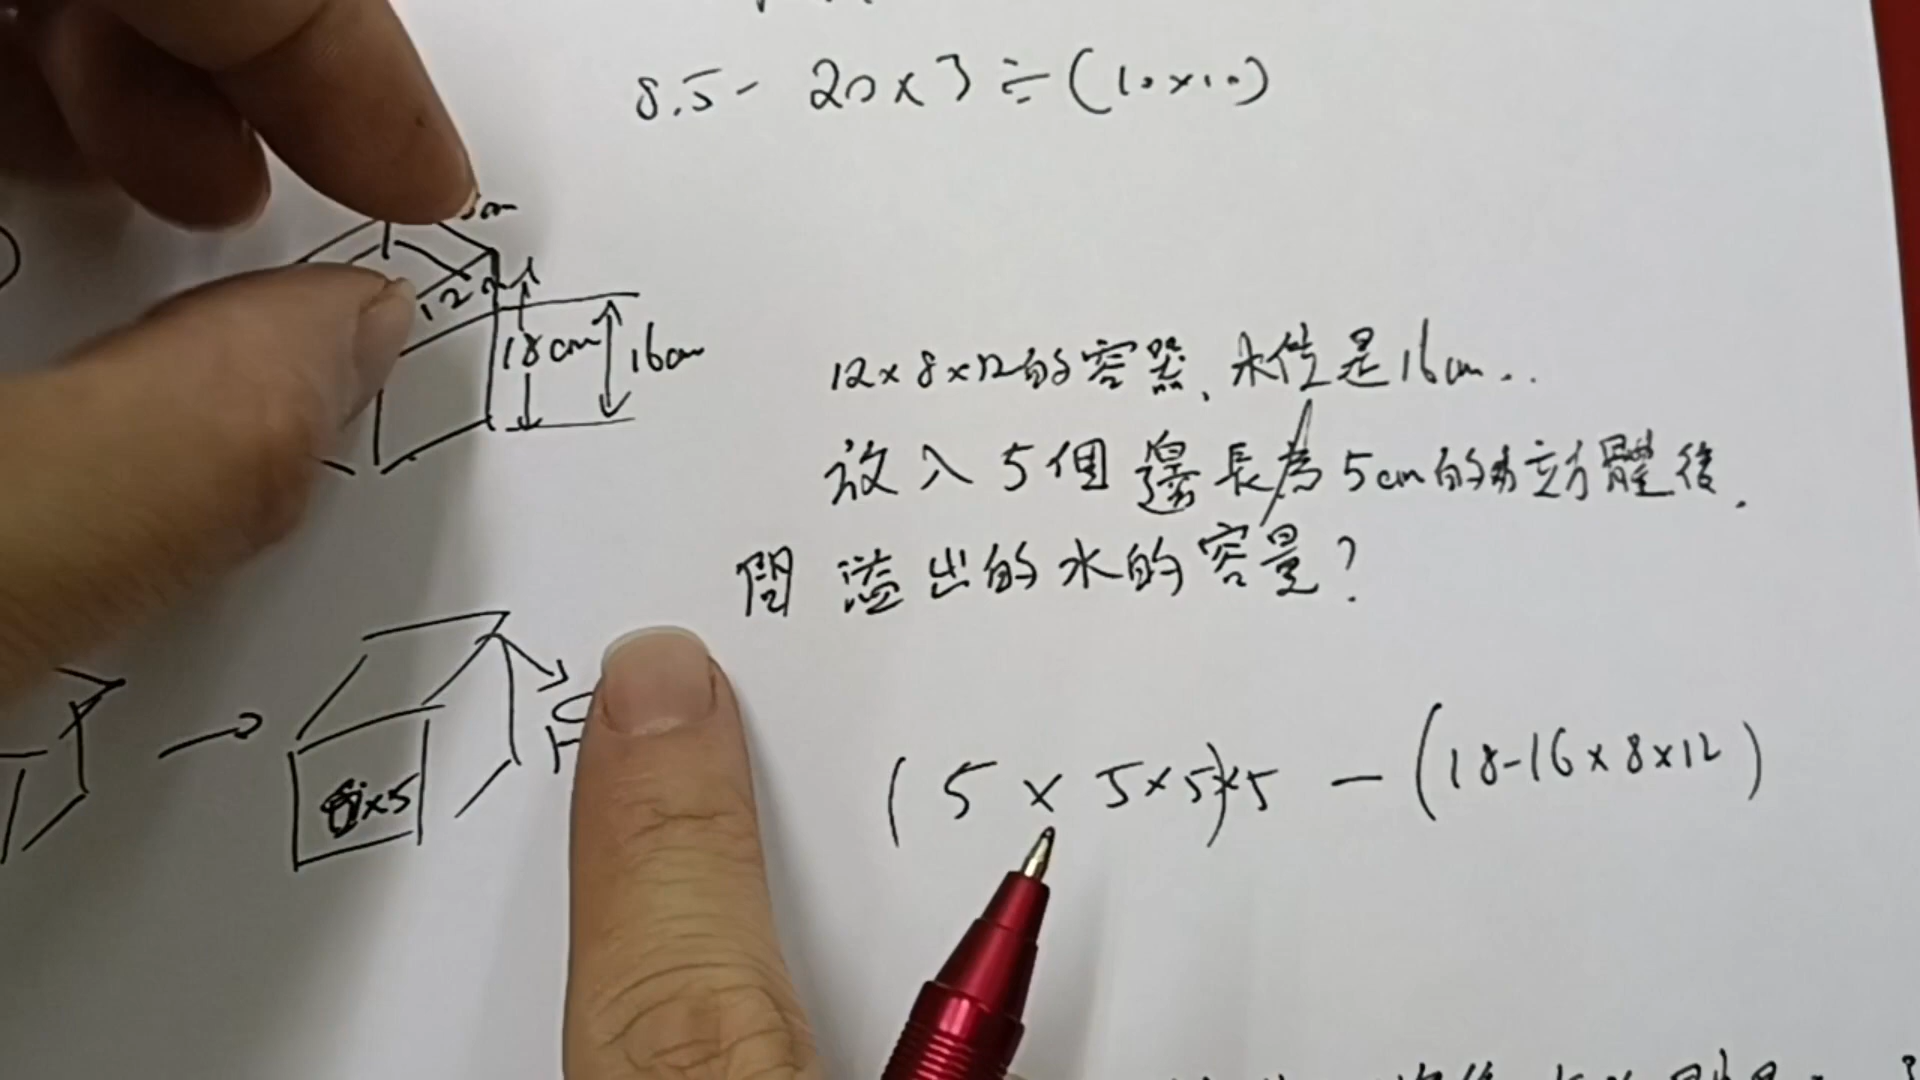 8.5 - 20×3÷(10×10)
12
18cm
16cm
12×8×12的容器、水位是16cm..
放入5個邊長為5cm的立方體後.
問溢出的水的容量?
(5×5×5)×5-(18-16×8×12)